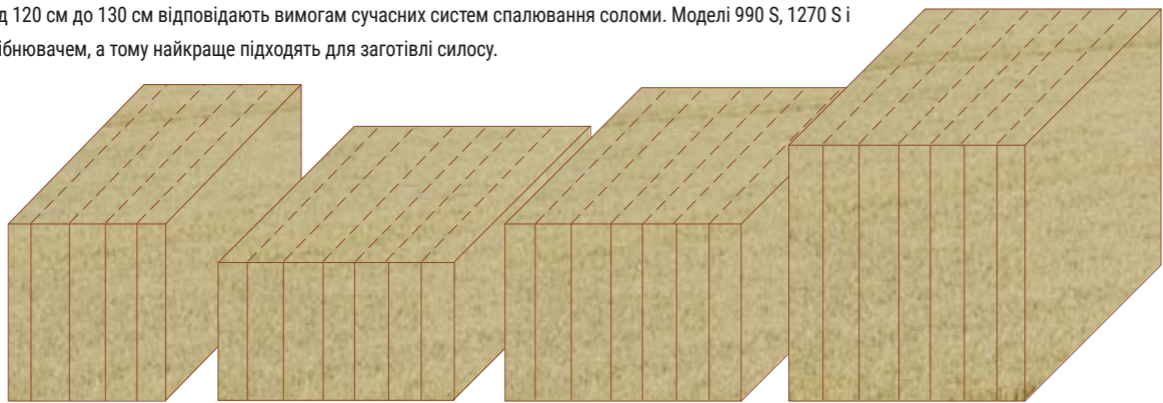 д 120 см до 130 см відповідають вимогам сучасних систем спалювання соломи. Моделі 990 S, 1270 S і
ібнювачем, а тому найкраще підходять для заготівлі силосу.